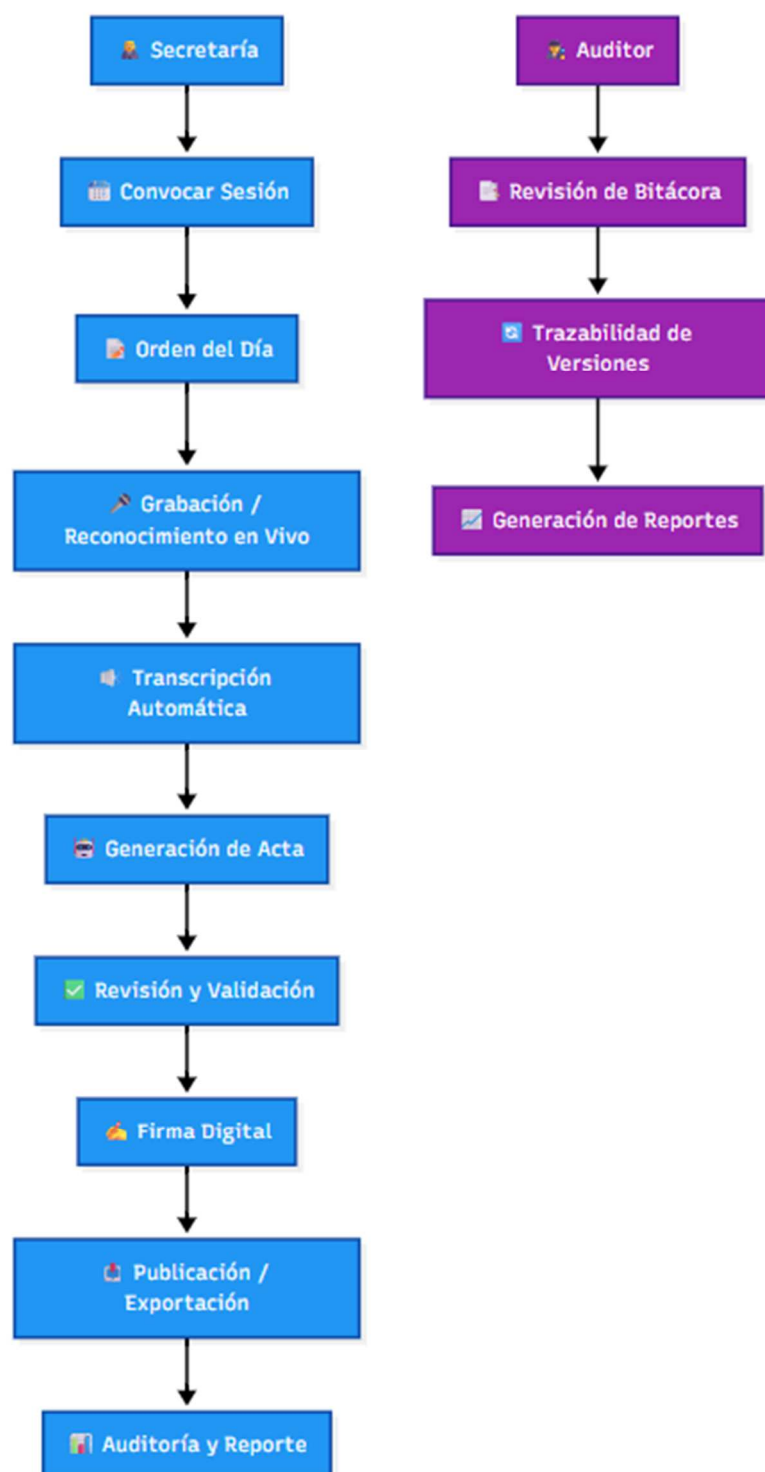 Secretaría
Convocar Sesión
Orden del Día
Grabación /
Reconocimiento en Vivo
Transcripción
Automática
Generación de Acta
Revisión y Validación
Firma Digital
Publicación /
Exportación
Auditoría y Reporte
Auditor
Revisión de Bitácora
Trazabilidad de
Versiones
Generación de Reportes